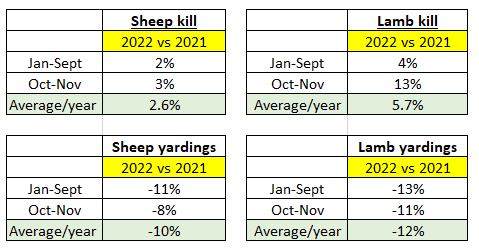 Sheep kill
2022 vs 2021
Jan-Sept 2%
Oct-Nov 3%
Average/year 2.6%
Lamb kill
2022 vs 2021
Jan-Sept 4%
Oct-Nov 13%
Average/year 5.7%
Sheep yardings
2022 vs 2021
Jan-Sept -11%
Oct-Nov -8%
Average/year -10%
Lamb yardings
2022 vs 2021
Jan-Sept -13%
Oct-Nov -11%
Average/year -12%